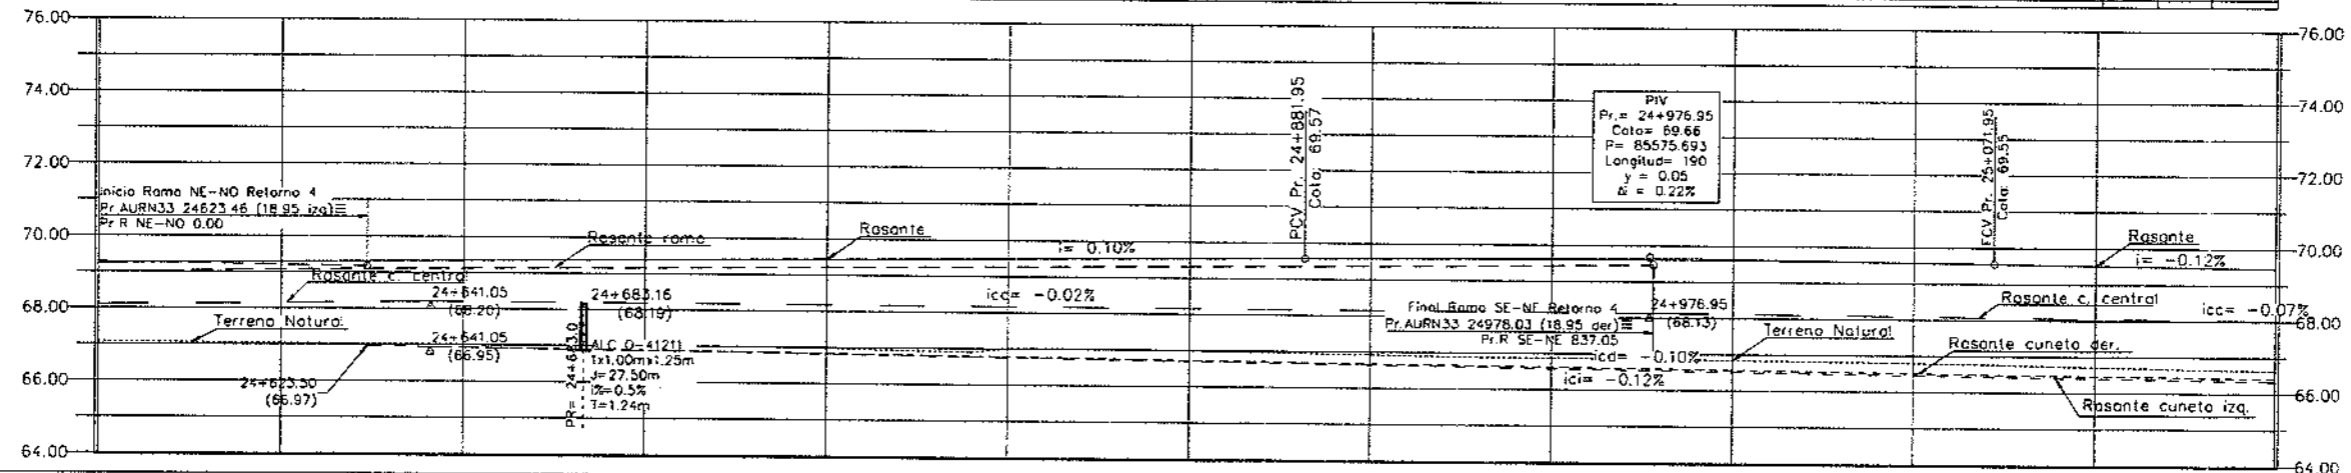 76.00
74.00
72.00
70.00
68.00
66.00
64.00
Inicio Rama NE-NO Retorno 4
Pr.AURN33 24623.46 (18.95 izq)≡
Pr R NE-NO 0.00
Rasante rama
Rasante
i= 0.10%
Rasante c. central
24+641.05
(68.20)
24+683.16
(68.19)
icc= -0.02%
Terreno Natural
24+641.05
(66.95)
24+623.50
(66.97)
PR= 24+683.0
ALC O-41211
1x1.00mx1.25m
J=27.50m
i%=0.5%
T=1.24m
PCV Pr. 24+881.95
Cota: 69.57
PIV
Pr.= 24+976.95
Cota= 69.66
P= 85575.693
Longitud= 190
y = 0.05
Δi = 0.22%
FCV Pr. 25+071.95
Cota: 69.55
Rasante
i= -0.12%
Final Rama SE-NE Retorno 4
Pr.AURN33 24978.03 (18.95 der)≡
Pr.R SE-NE 837.05
24+976.95
(68.13)
Rasante c. central
icc= -0.07%
Terreno Natural
icd= -0.10%
Rasante cuneta der.
ici= -0.12%
Rasante cuneta izq.
76.00
74.00
72.00
70.00
68.00
66.00
64.00